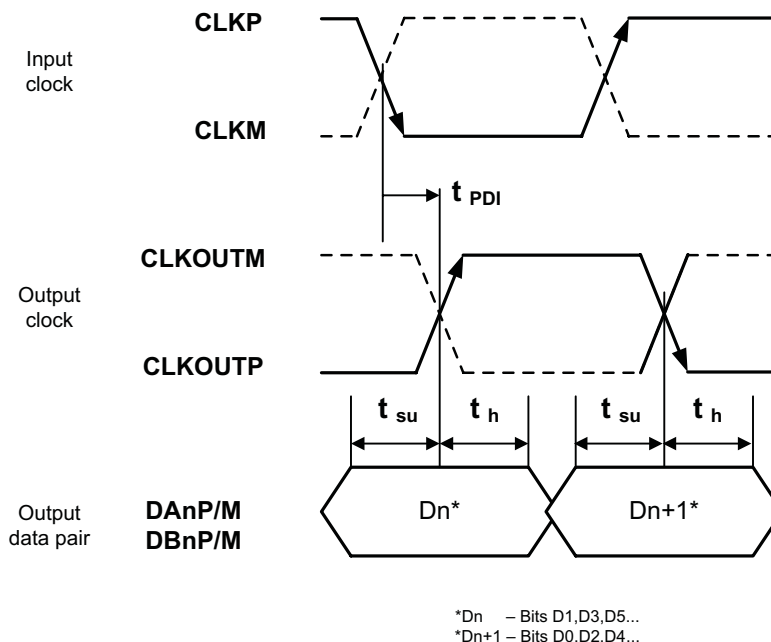 CLKP
Input
clock
CLKM
t PDI
CLKOUTM
Output
clock
CLKOUTP
t su
t h
t su
t h
Output
data pair
DAnP/M
DBnP/M
Dn*
Dn+1*
*Dn – Bits D1,D3,D5...
*Dn+1 – Bits D0,D2,D4...